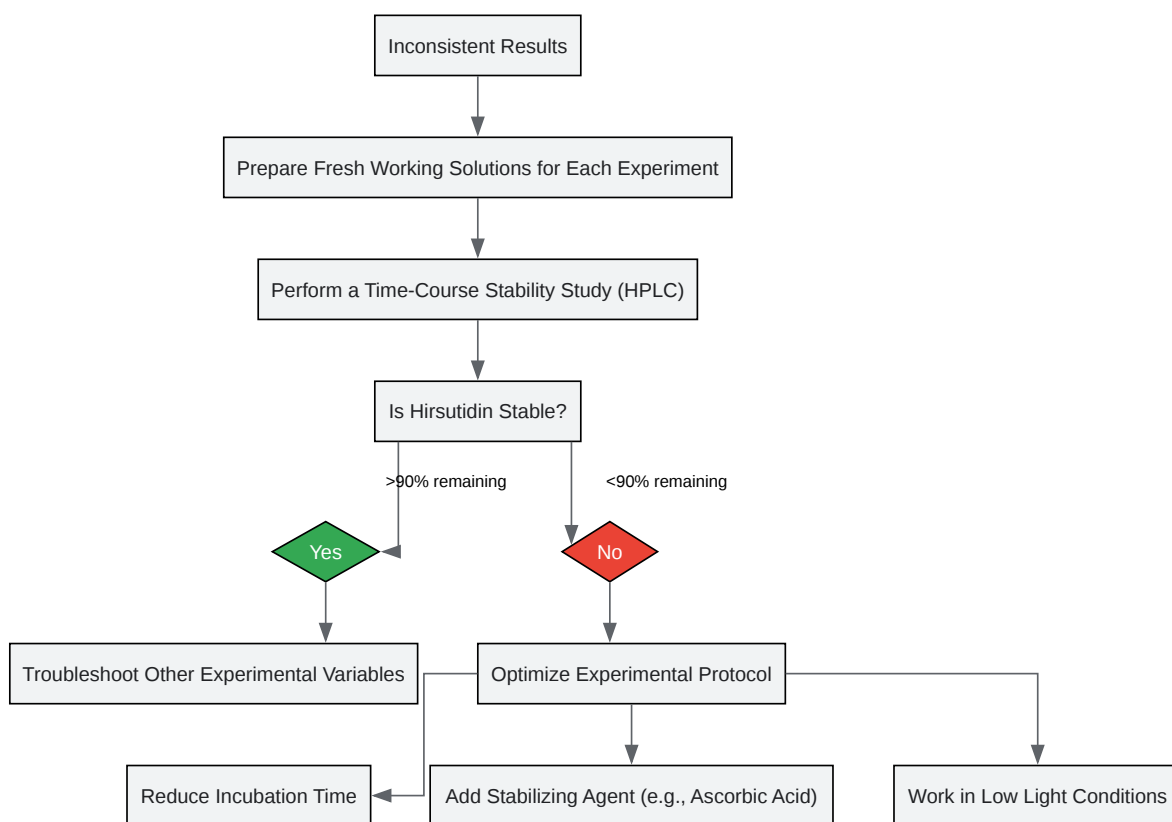 Inconsistent Results
Prepare Fresh Working Solutions for Each Experiment
Perform a Time-Course Stability Study (HPLC)
Is Hirsutidin Stable?
>90% remaining
<90% remaining
Yes
No
Troubleshoot Other Experimental Variables
Optimize Experimental Protocol
Reduce Incubation Time
Add Stabilizing Agent (e.g., Ascorbic Acid)
Work in Low Light Conditions